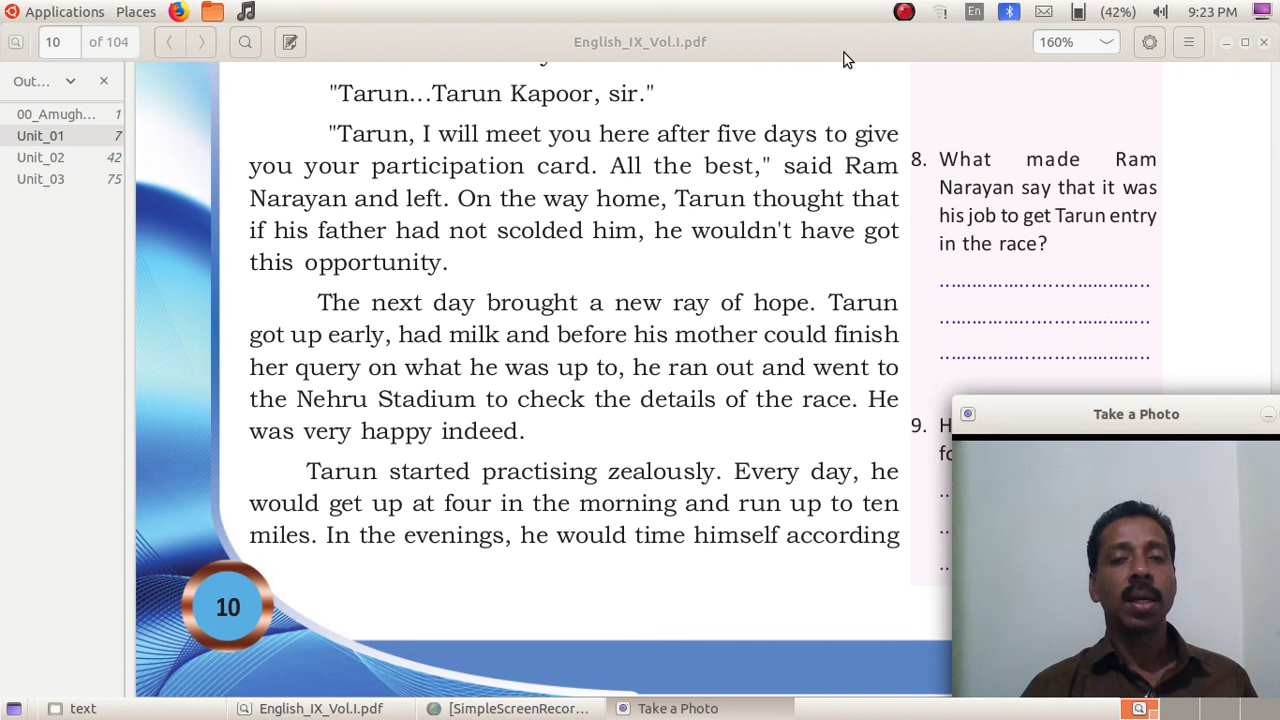 Applications Places En (42%) 9:23 PM
10 of 104 English_IX_Vol.I.pdf 160%
Out...
00_Amugh... 1
Unit_01 7
Unit_02 42
Unit_03 75
"Tarun...Tarun Kapoor, sir."
"Tarun, I will meet you here after five days to give
you your participation card. All the best," said Ram
Narayan and left. On the way home, Tarun thought that
if his father had not scolded him, he wouldn't have got
this opportunity.
The next day brought a new ray of hope. Tarun
got up early, had milk and before his mother could finish
her query on what he was up to, he ran out and went to
the Nehru Stadium to check the details of the race. He
was very happy indeed.
Tarun started practising zealously. Every day, he
would get up at four in the morning and run up to ten
miles. In the evenings, he would time himself according
10
8. What made Ram
Narayan say that it was
his job to get Tarun entry
in the race?
9.
Take a Photo
text English_IX_Vol.I.pdf [SimpleScreenRecor... Take a Photo